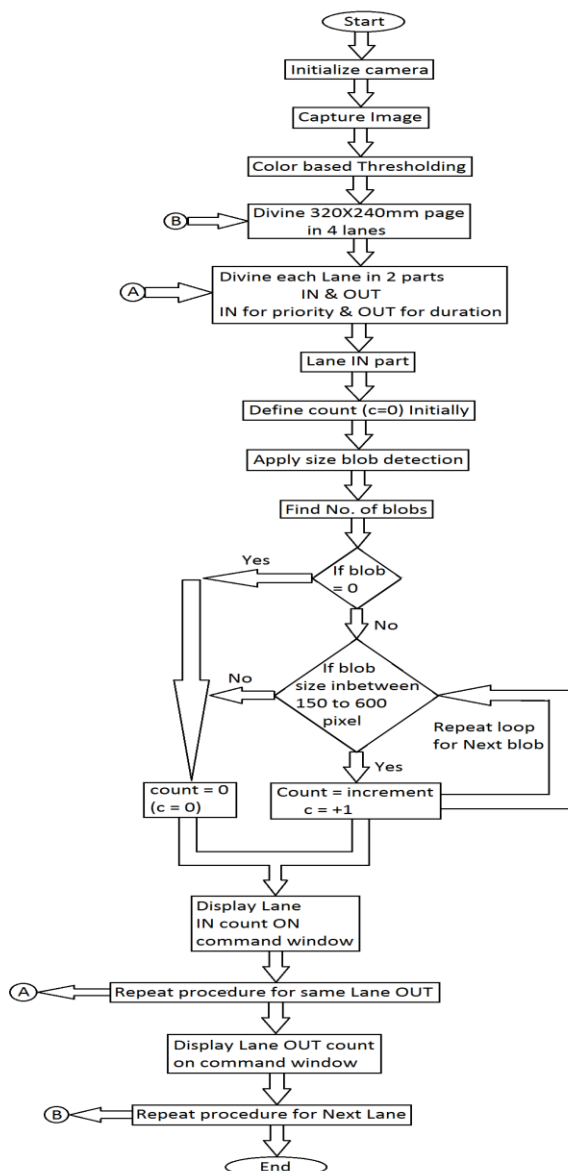 Start
Initialize camera
Capture Image
Color based Thresholding
B
Divine 320X240mm page
in 4 lanes
A
Divine each Lane in 2 parts
IN & OUT
IN for priority & OUT for duration
Lane IN part
Define count (c=0) Initially
Apply size blob detection
Find No. of blobs
Yes
If blob
= 0
No
If blob
size inbetween
150 to 600
pixel
No
Repeat loop
for Next blob
Yes
count = 0
(c = 0)
Count = increment
c = +1
Display Lane
IN count ON
command window
A
Repeat procedure for same Lane OUT
Display Lane OUT count
on command window
B
Repeat procedure for Next Lane
End